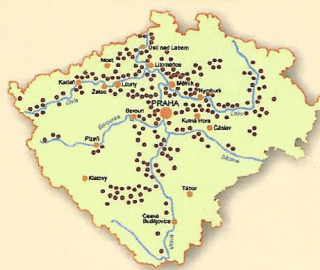 Ústí nad Labem
Most
Litoměřice
Kadaň
Louny
Mělník
Žatec
Nymburk
Ohře
PRAHA
Labe
Beroun
Kutná Hora
Berounka
Čáslav
Plzeň
Sázava
Klatovy
Tábor
České
Budějovice
Vltava